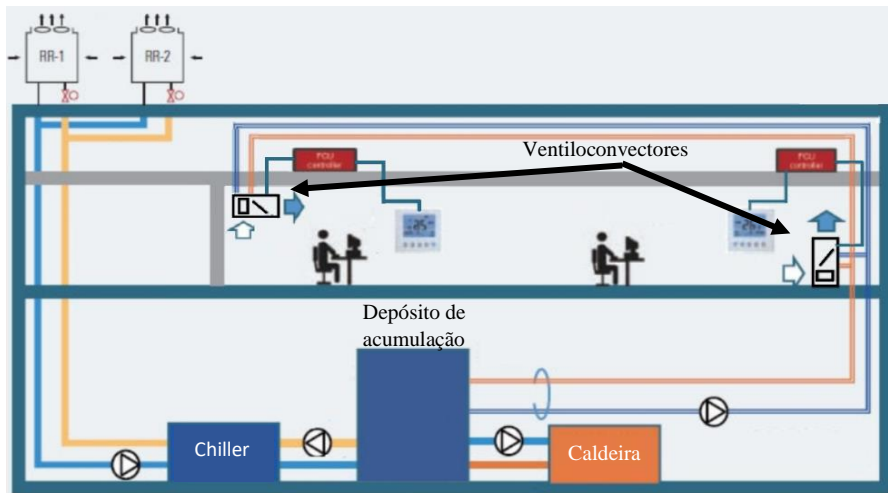 RR-1
RR-2
FCU
controller
Ventiloconvectores
FCU
controller
Depósito de
acumulação
Chiller
Caldeira